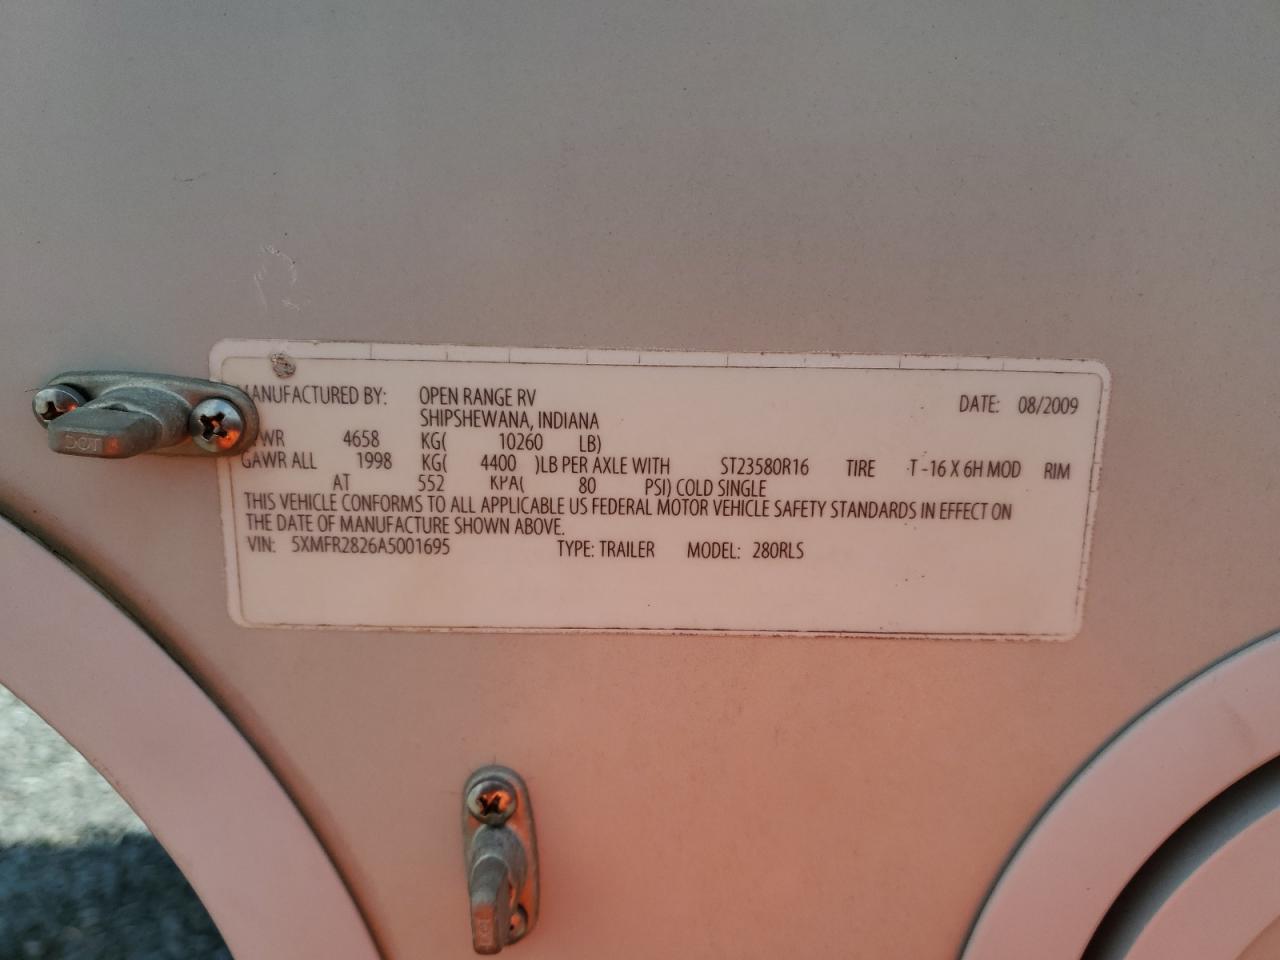 MANUFACTURED BY: OPEN RANGE RV DATE: 08/2009
SHIPSHEWANA, INDIANA
GVWR 4658 KG( 10260 LB)
GAWR ALL 1998 KG( 4400 )LB PER AXLE WITH ST23580R16 TIRE T -16 X 6H MOD RIM
AT 552 KPA( 80 PSI) COLD SINGLE
THIS VEHICLE CONFORMS TO ALL APPLICABLE US FEDERAL MOTOR VEHICLE SAFETY STANDARDS IN EFFECT ON
THE DATE OF MANUFACTURE SHOWN ABOVE.
VIN: 5XMFR2826A5001695 TYPE: TRAILER MODEL: 280RLS